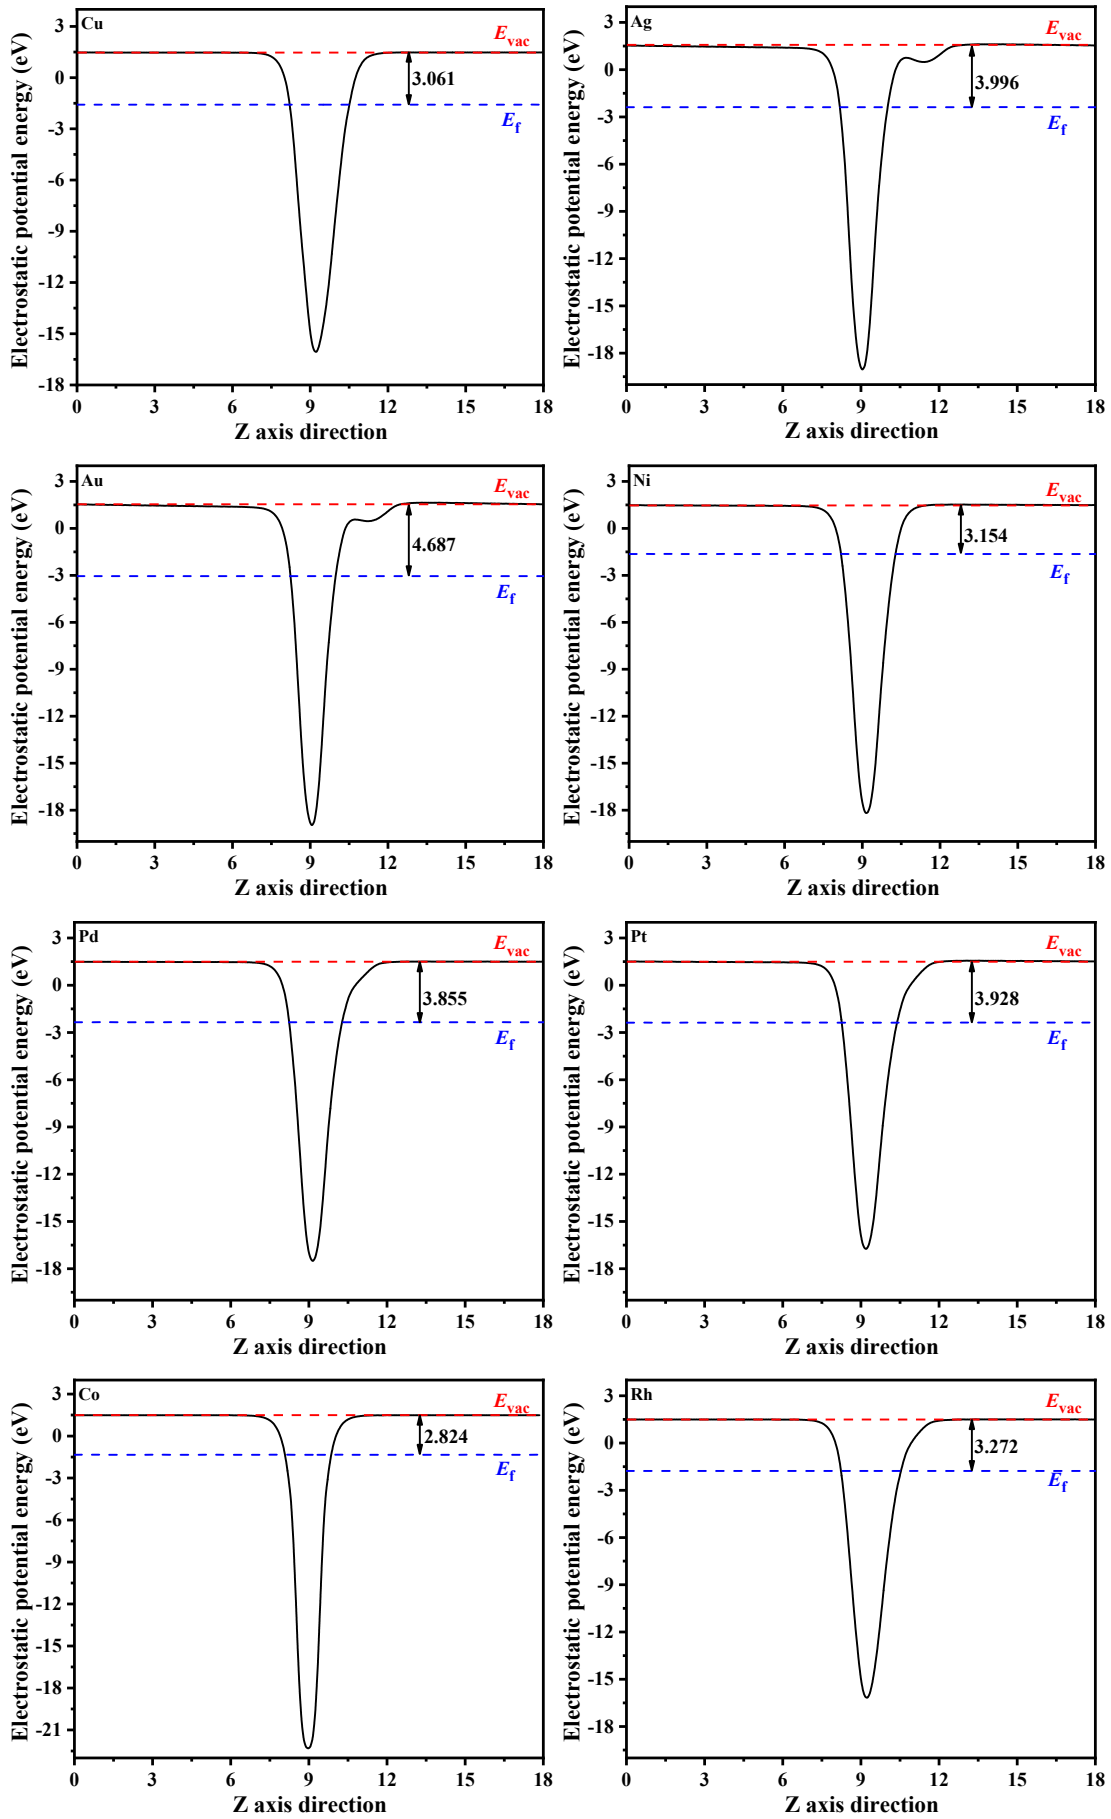 Cu
Electrostatic potential energy (eV)
3
0
-3
-6
-9
-12
-15
-18
E_vac
3.061
E_f
0 3 6 9 12 15 18
Z axis direction
Ag
Electrostatic potential energy (eV)
3
0
-3
-6
-9
-12
-15
-18
E_vac
3.996
E_f
0 3 6 9 12 15 18
Z axis direction
Au
Electrostatic potential energy (eV)
3
0
-3
-6
-9
-12
-15
-18
E_vac
4.687
E_f
0 3 6 9 12 15 18
Z axis direction
Ni
Electrostatic potential energy (eV)
3
0
-3
-6
-9
-12
-15
-18
E_vac
3.154
E_f
0 3 6 9 12 15 18
Z axis direction
Pd
Electrostatic potential energy (eV)
3
0
-3
-6
-9
-12
-15
-18
E_vac
3.855
E_f
0 3 6 9 12 15 18
Z axis direction
Pt
Electrostatic potential energy (eV)
3
0
-3
-6
-9
-12
-15
-18
E_vac
3.928
E_f
0 3 6 9 12 15 18
Z axis direction
Co
Electrostatic potential energy (eV)
3
0
-3
-6
-9
-12
-15
-18
-21
E_vac
2.824
E_f
0 3 6 9 12 15 18
Z axis direction
Rh
Electrostatic potential energy (eV)
3
0
-3
-6
-9
-12
-15
-18
E_vac
3.272
E_f
0 3 6 9 12 15 18
Z axis direction